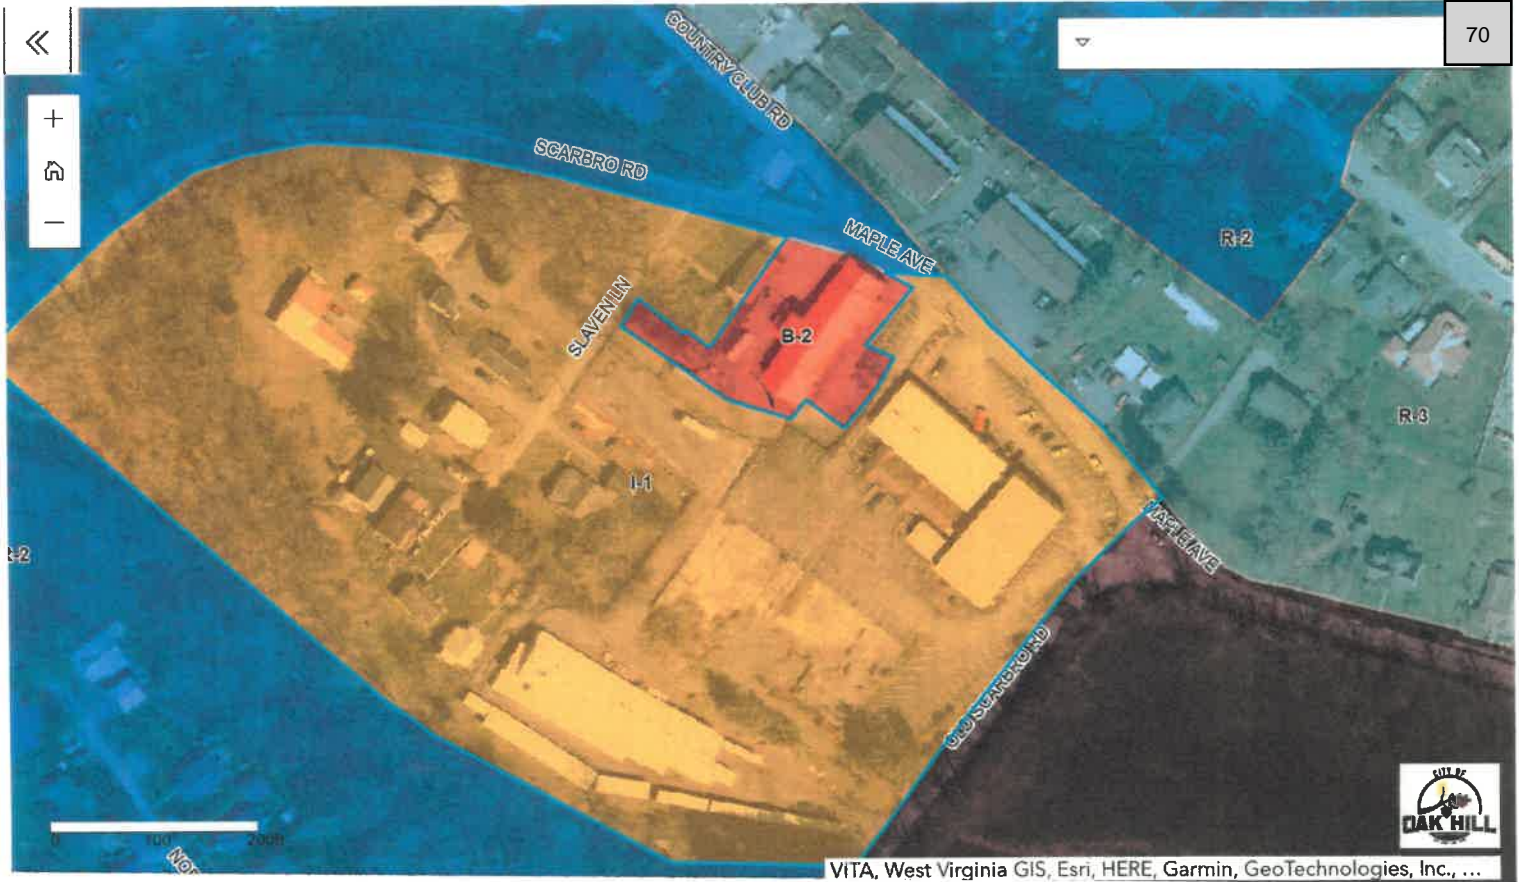 70
COUNTRY CLUB RD
SCARBRO RD
MAPLE AVE
R-2
SLAVEN LN
B-2
R-3
I-1
MAPLE AVE
OLD SCARBRO RD
CITY OF
OAK HILL
0 100 200ft
VITA, West Virginia GIS, Esri, HERE, Garmin, GeoTechnologies, Inc., ...